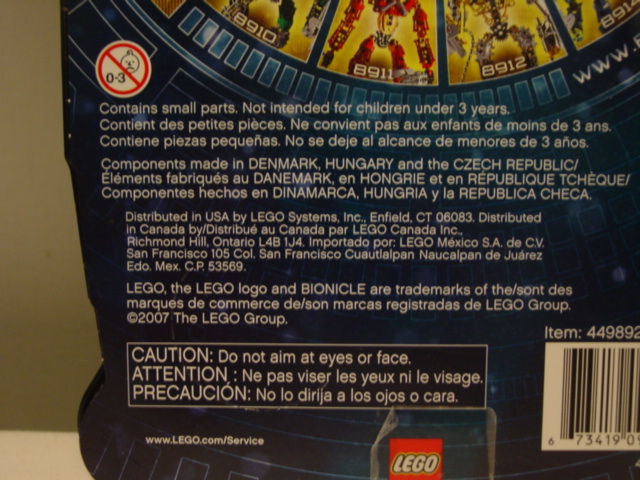 8910
8911
8912
891
www.
0-3
Contains small parts. Not intended for children under 3 years.
Contient des petites pièces. Ne convient pas aux enfants de moins de 3 ans.
Contiene piezas pequeñas. No se deje al alcance de menores de 3 años.
Components made in DENMARK, HUNGARY and the CZECH REPUBLIC/
Éléments fabriqués au DANEMARK, en HONGRIE et en RÉPUBLIQUE TCHÈQUE/
Componentes hechos en DINAMARCA, HUNGRIA y la REPUBLICA CHECA.
Distributed in USA by LEGO Systems, Inc., Enfield, CT 06083. Distributed
in Canada by/Distribué au Canada par LEGO Canada Inc.,
Richmond Hill, Ontario L4B 1J4. Importado por: LEGO México S.A. de C.V.
San Francisco 105 Col. San Francisco Cuautlalpan Naucalpan de Juárez
Edo. Mex. C.P. 53569.
LEGO, the LEGO logo and BIONICLE are trademarks of the/sont des
marques de commerce de/son marcas registradas de LEGO Group.
©2007 The LEGO Group.
Item: 449892
CAUTION: Do not aim at eyes or face.
ATTENTION : Ne pas viser les yeux ni le visage.
PRECAUCIÓN: No lo dirija a los ojos o cara.
6 73419 09
www.LEGO.com/Service
LEGO